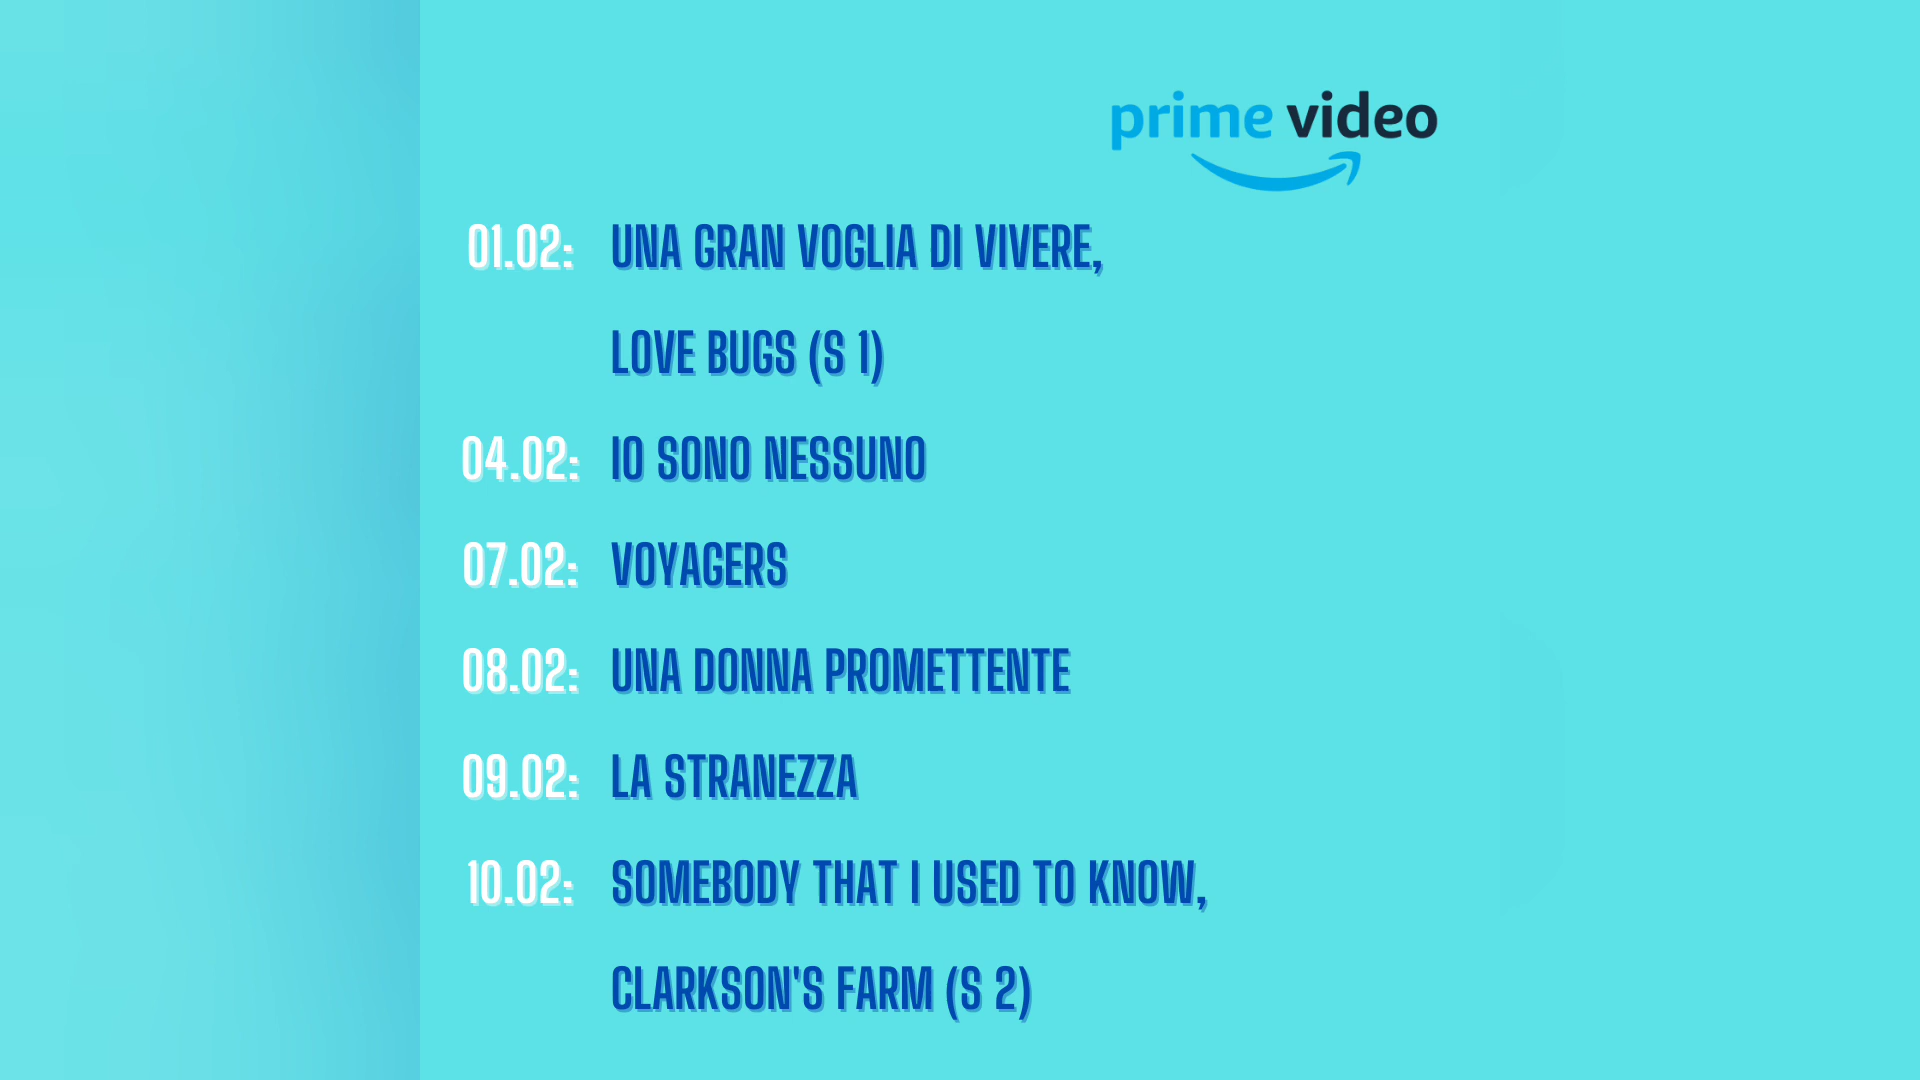 prime video
01.02: UNA GRAN VOGLIA DI VIVERE,
LOVE BUGS (S 1)
04.02: IO SONO NESSUNO
07.02: VOYAGERS
08.02: UNA DONNA PROMETTENTE
09.02: LA STRANEZZA
10.02: SOMEBODY THAT I USED TO KNOW,
CLARKSON'S FARM (S 2)